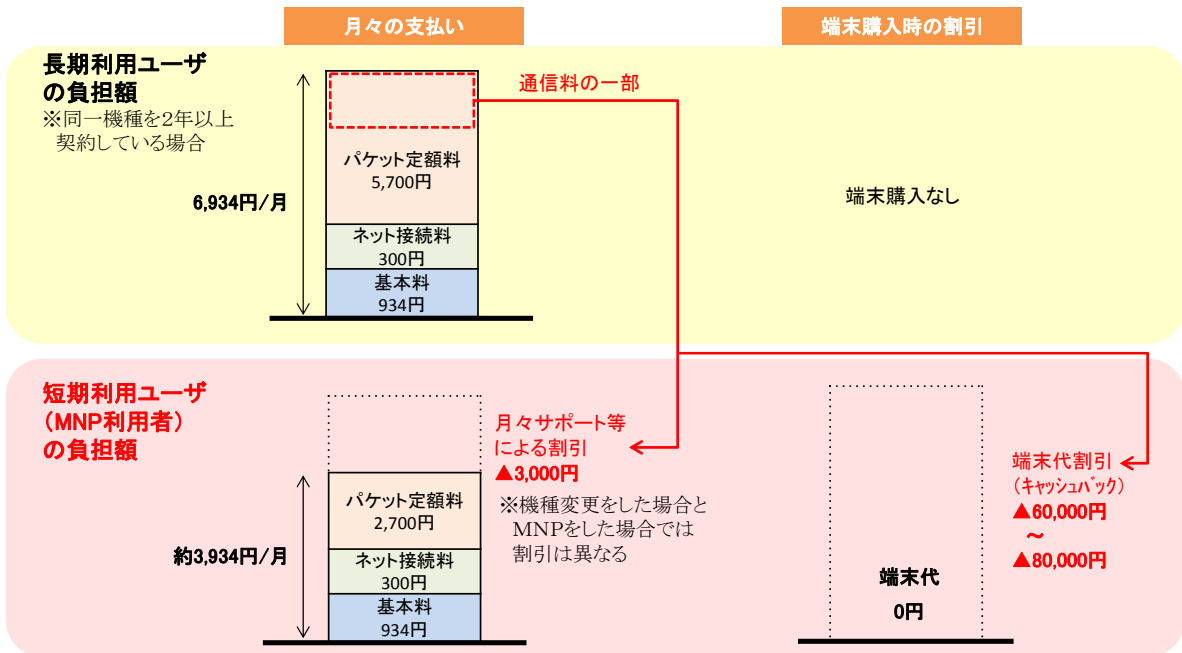 月々の支払い
端末購入時の割引
長期利用ユーザ
の負担額
※同一機種を2年以上
契約している場合
6,934円/月
通信料の一部
パケット定額料
5,700円
ネット接続料
300円
基本料
934円
端末購入なし
短期利用ユーザ
(MNP利用者)
の負担額
約3,934円/月
パケット定額料
2,700円
ネット接続料
300円
基本料
934円
月々サポート等
による割引
▲3,000円
※機種変更をした場合と
MNPをした場合では
割引は異なる
端末代
0円
端末代割引
(キャッシュバック)
▲60,000円
～
▲80,000円